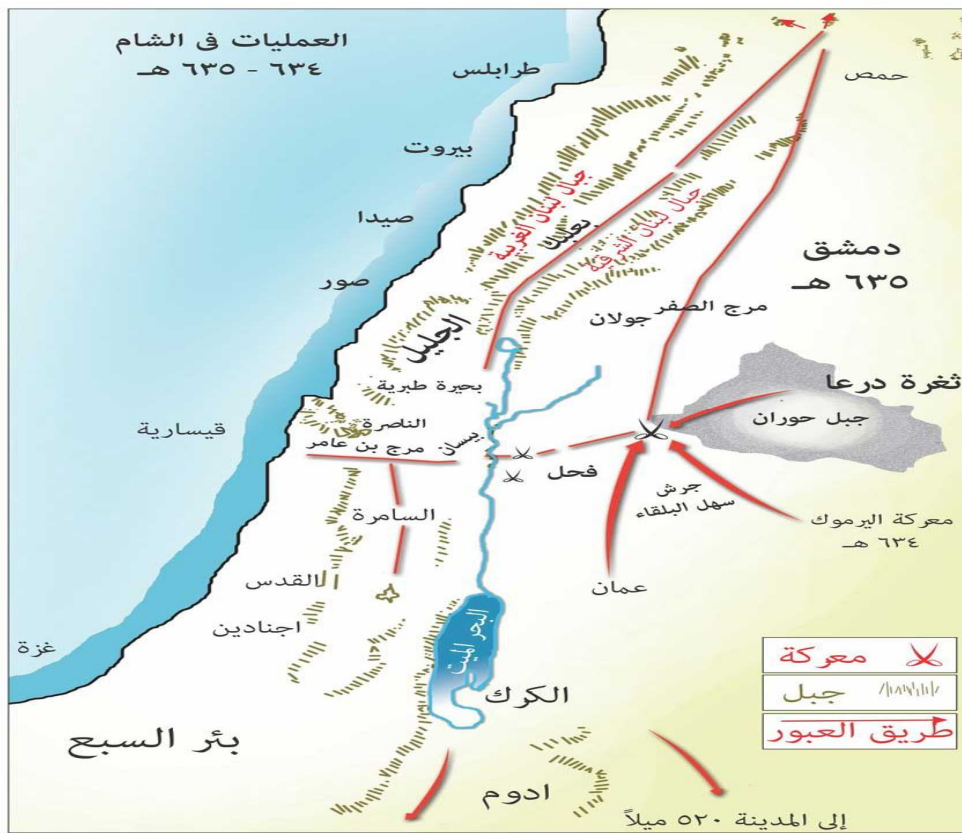 العمليات فى الشام
٦٣٤ - ٦٣٥ هـ
حمص
طرابلس
بيروت
جبال لبنان الغربية
بعلبك
جبال لبنان الشرقية
صيدا
دمشق
٦٣٥ هـ
صور
مرج الصفر
جولان
الجليل
بحيرة طبرية
ثغرة درعا
جبل حوران
قيسارية
الناصرة
بيسان
مرج بن عامر
فحل
جرش
سهل البلقاء
السامرة
معركة اليرموك
٦٣٤ هـ
القدس
عمان
اجنادين
غزة
البحر الميت
معركة
الكرك
جبل
بئر السبع
طريق العبور
ادوم
إلى المدينة ٥٢٠ ميلاً